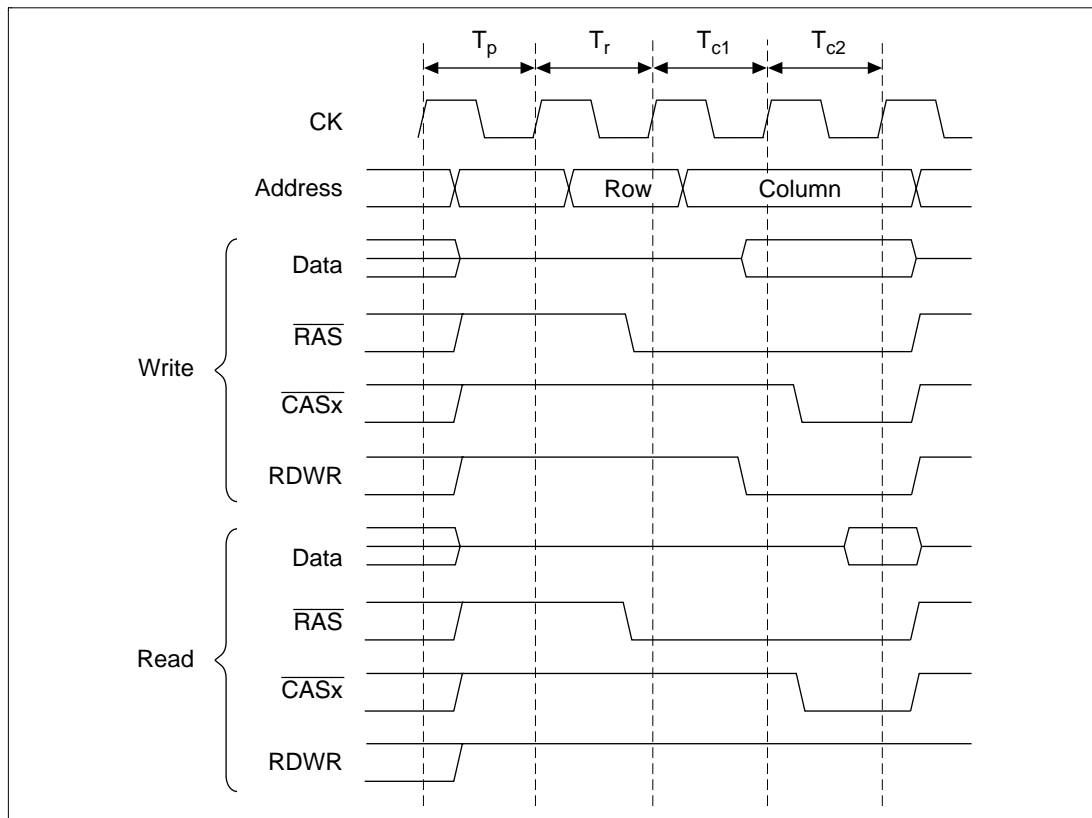 Tp Tr Tc1 Tc2
CK
Address Row Column
Data
RAS
Write
CASx
RDWR
Data
RAS
Read
CASx
RDWR